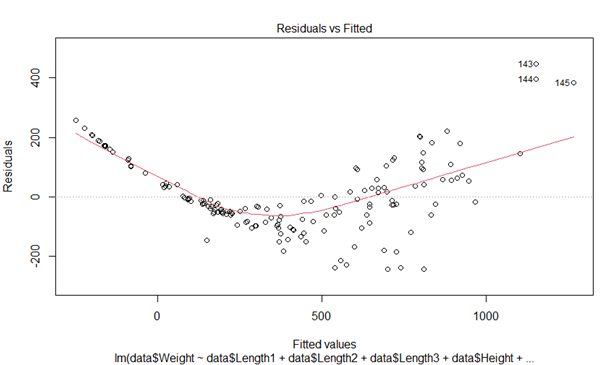 Residuals vs Fitted
Residuals
400
200
0
-200
143
144
145
0
500
1000
Fitted values
lm(data$Weight ~ data$Length1 + data$Length2 + data$Length3 + data$Height + ...